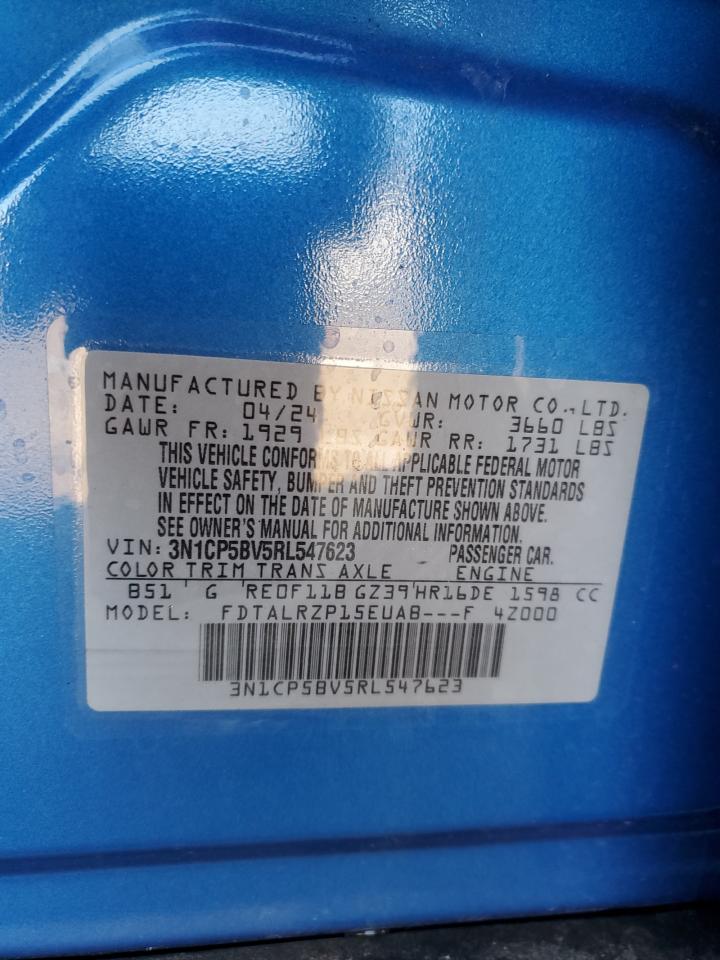 MANUFACTURED BY NISSAN MOTOR CO., LTD.
DATE: 04/24 GVWR: 3660 LBS
GAWR FR: 1929 LBS GAWR RR: 1731 LBS
THIS VEHICLE CONFORMS TO ALL APPLICABLE FEDERAL MOTOR
VEHICLE SAFETY, BUMPER AND THEFT PREVENTION STANDARDS
IN EFFECT ON THE DATE OF MANUFACTURE SHOWN ABOVE.
SEE OWNER'S MANUAL FOR ADDITIONAL INFORMATION.
VIN: 3N1CP5BV5RL547623 PASSENGER CAR.
COLOR TRIM TRANS AXLE ENGINE
B51 G RE0F11B GZ39 HR16DE 1598 CC
MODEL: FDTALRZP15EUAB---F 4Z000
3N1CP5BV5RL547623